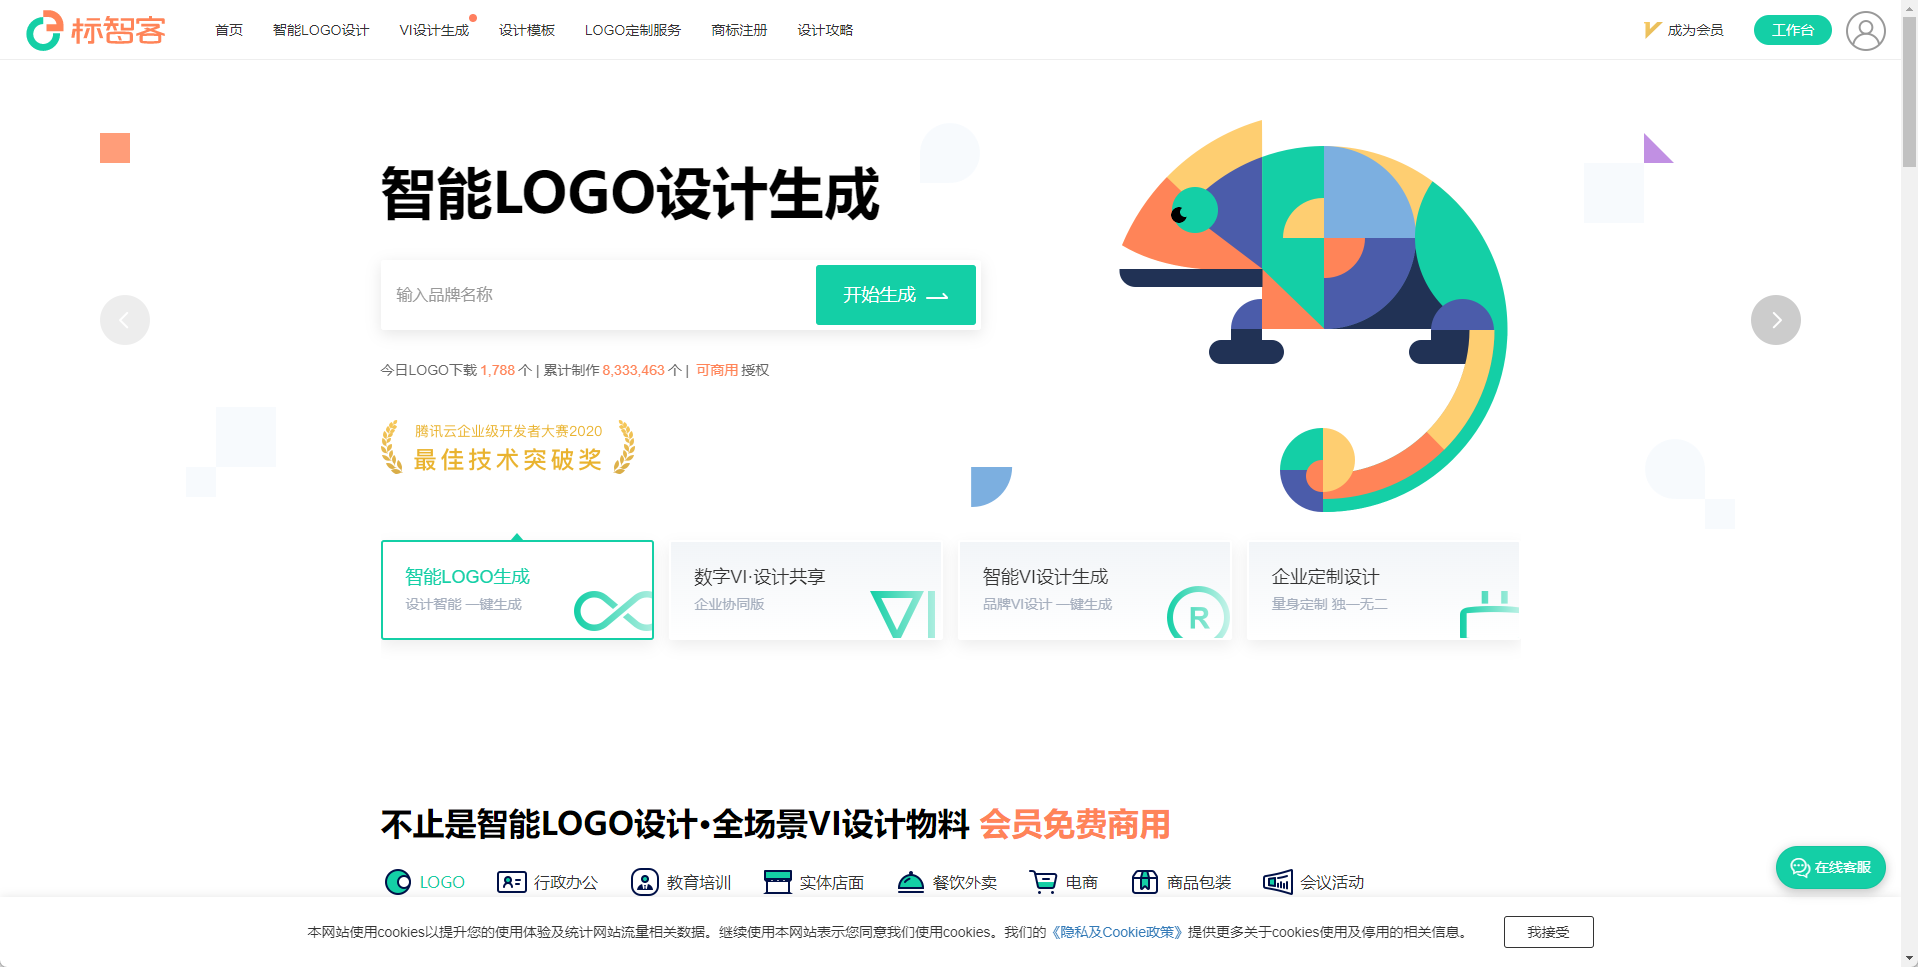 标智客
首页 智能LOGO设计 VI设计生成 设计模板 LOGO定制服务 商标注册 设计攻略
成为会员 工作台
智能LOGO设计生成
输入品牌名称 开始生成
今日LOGO下载 1,788 个 | 累计制作 8,333,463 个 | 可商用 授权
腾讯云企业级开发者大赛2020
最佳技术突破奖
智能LOGO生成
设计智能 一键生成
数字VI·设计共享
企业协同版
VI
智能VI设计生成
品牌VI设计 一键生成
R
企业定制设计
量身定制 独一无二
不止是智能LOGO设计·全场景VI设计物料 会员免费商用
LOGO 行政办公 教育培训 实体店面 餐饮外卖 电商 商品包装 会议活动
在线客服
本网站使用cookies以提升您的使用体验及统计网站流量相关数据。继续使用本网站表示您同意我们使用cookies。我们的《隐私及Cookie政策》提供更多关于cookies使用及停用的相关信息。 我接受